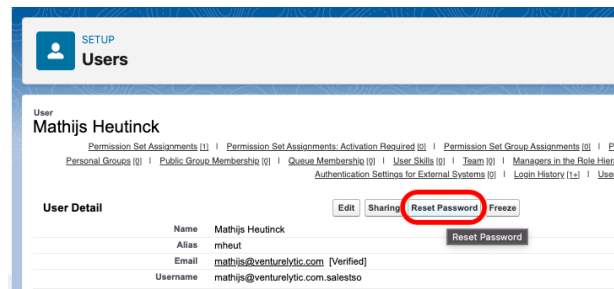 SETUP
Users
User
Mathijs Heutinck
Permission Set Assignments [1] | Permission Set Assignments: Activation Required [0] | Permission Set Group Assignments [0] | P
Personal Groups [0] | Public Group Membership [0] | Queue Membership [0] | User Skills [0] | Team [0] | Managers in the Role Hier
Authentication Settings for External Systems [0] | Login History [1+] | Use
User Detail
Edit Sharing Reset Password Freeze
Name Mathijs Heutinck
Reset Password
Alias mheut
Email mathijs@venturelytic.com [Verified]
Username mathijs@venturelytic.com.salestso